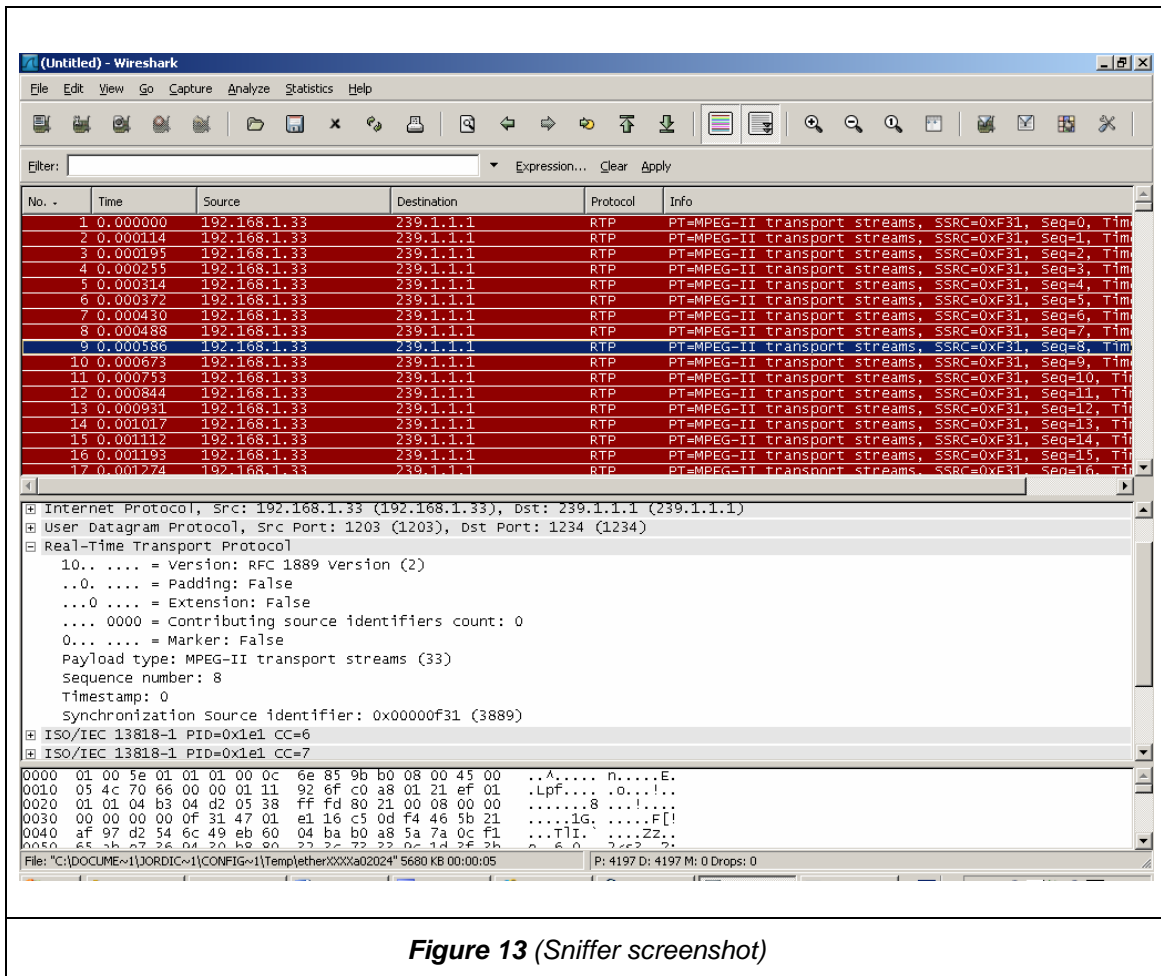 (Untitled) - Wireshark
File Edit View Go Capture Analyze Statistics Help
Filter: Expression... Clear Apply
No. - Time Source Destination Protocol Info
1 0.000000 192.168.1.33 239.1.1.1 RTP PT=MPEG-II transport streams, SSRC=0xF31, Seq=0, Time
2 0.000114 192.168.1.33 239.1.1.1 RTP PT=MPEG-II transport streams, SSRC=0xF31, Seq=1, Time
3 0.000195 192.168.1.33 239.1.1.1 RTP PT=MPEG-II transport streams, SSRC=0xF31, Seq=2, Time
4 0.000255 192.168.1.33 239.1.1.1 RTP PT=MPEG-II transport streams, SSRC=0xF31, Seq=3, Time
5 0.000314 192.168.1.33 239.1.1.1 RTP PT=MPEG-II transport streams, SSRC=0xF31, Seq=4, Time
6 0.000372 192.168.1.33 239.1.1.1 RTP PT=MPEG-II transport streams, SSRC=0xF31, Seq=5, Time
7 0.000430 192.168.1.33 239.1.1.1 RTP PT=MPEG-II transport streams, SSRC=0xF31, Seq=6, Time
8 0.000488 192.168.1.33 239.1.1.1 RTP PT=MPEG-II transport streams, SSRC=0xF31, Seq=7, Time
9 0.000586 192.168.1.33 239.1.1.1 RTP PT=MPEG-II transport streams, SSRC=0xF31, Seq=8, Tim
10 0.000673 192.168.1.33 239.1.1.1 RTP PT=MPEG-II transport streams, SSRC=0xF31, Seq=9, Time
11 0.000753 192.168.1.33 239.1.1.1 RTP PT=MPEG-II transport streams, SSRC=0xF31, Seq=10, Ti
12 0.000844 192.168.1.33 239.1.1.1 RTP PT=MPEG-II transport streams, SSRC=0xF31, Seq=11, Ti
13 0.000931 192.168.1.33 239.1.1.1 RTP PT=MPEG-II transport streams, SSRC=0xF31, Seq=12, Ti
14 0.001017 192.168.1.33 239.1.1.1 RTP PT=MPEG-II transport streams, SSRC=0xF31, Seq=13, Ti
15 0.001112 192.168.1.33 239.1.1.1 RTP PT=MPEG-II transport streams, SSRC=0xF31, Seq=14, Ti
16 0.001193 192.168.1.33 239.1.1.1 RTP PT=MPEG-II transport streams, SSRC=0xF31, Seq=15, Ti
17 0.001274 192.168.1.33 239.1.1.1 RTP PT=MPEG-II transport streams, SSRC=0xF31, Seq=16, Ti
Internet Protocol, Src: 192.168.1.33 (192.168.1.33), Dst: 239.1.1.1 (239.1.1.1)
User Datagram Protocol, Src Port: 1203 (1203), Dst Port: 1234 (1234)
Real-Time Transport Protocol
10.. .... = Version: RFC 1889 Version (2)
..0. .... = Padding: False
...0 .... = Extension: False
.... 0000 = Contributing source identifiers count: 0
0... .... = Marker: False
Payload type: MPEG-II transport streams (33)
Sequence number: 8
Timestamp: 0
Synchronization Source identifier: 0x00000f31 (3889)
ISO/IEC 13818-1 PID=0x1e1 CC=6
ISO/IEC 13818-1 PID=0x1e1 CC=7
0000 01 00 5e 01 01 01 00 0c 6e 85 9b b0 08 00 45 00 ..^..... n.....E.
0010 05 4c 70 66 00 00 01 11 92 6f c0 a8 01 21 ef 01 .Lpf.... .o...!..
0020 01 01 04 b3 04 d2 05 38 ff fd 80 21 00 08 00 00 .......8 ...!....
0030 00 00 00 00 0f 31 47 01 e1 16 c5 0d f4 46 5b 21 .....1G. .....F[!
0040 af 97 d2 54 6c 49 eb 60 04 ba b0 a8 5a 7a 0c f1 ...TlI.` ....Zz..
File: "C:\DOCUME~1\JORDIC~1\CONFIG~1\Temp\etherXXXXa02024" 5680 KB 00:00:05 P: 4197 D: 4197 M: 0 Drops: 0
Figure 13 (Sniffer screenshot)